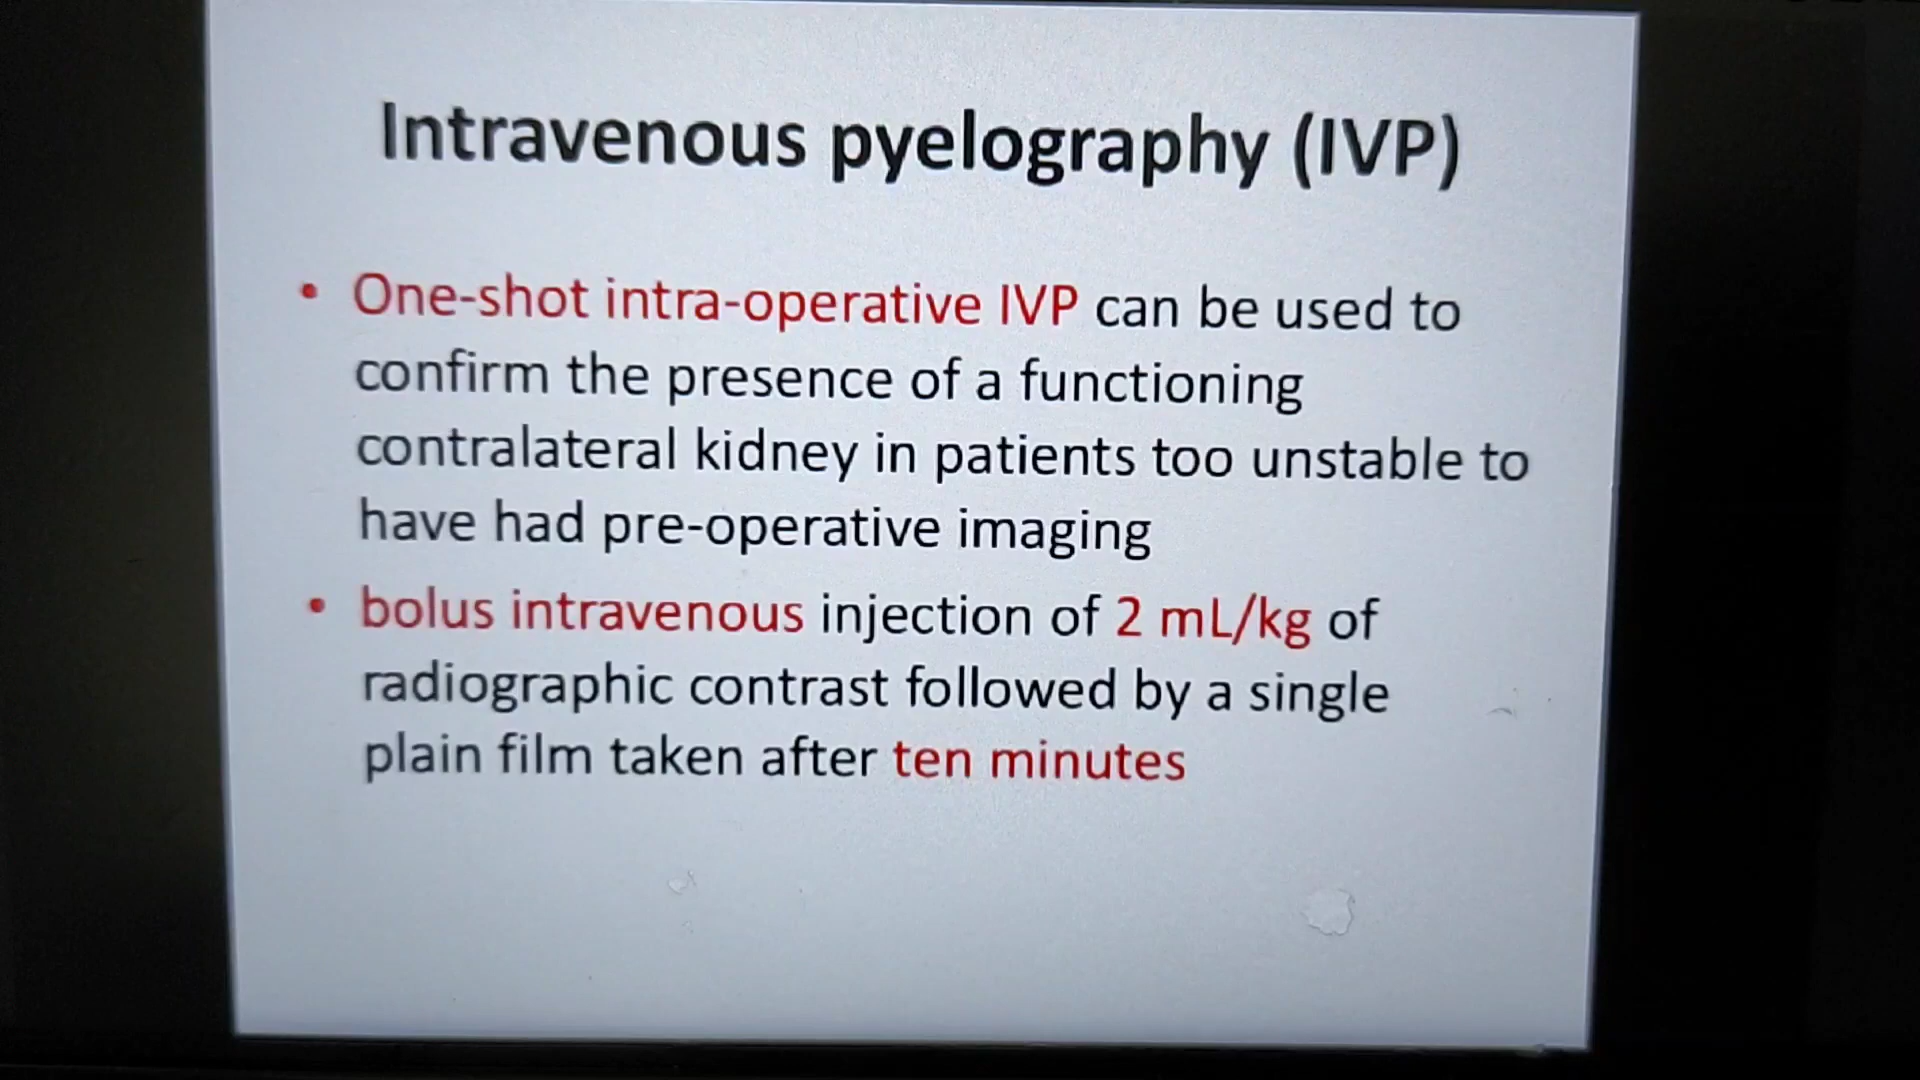 Intravenous pyelography (IVP)
• One-shot intra-operative IVP can be used to
confirm the presence of a functioning
contralateral kidney in patients too unstable to
have had pre-operative imaging
• bolus intravenous injection of 2 mL/kg of
radiographic contrast followed by a single
plain film taken after ten minutes